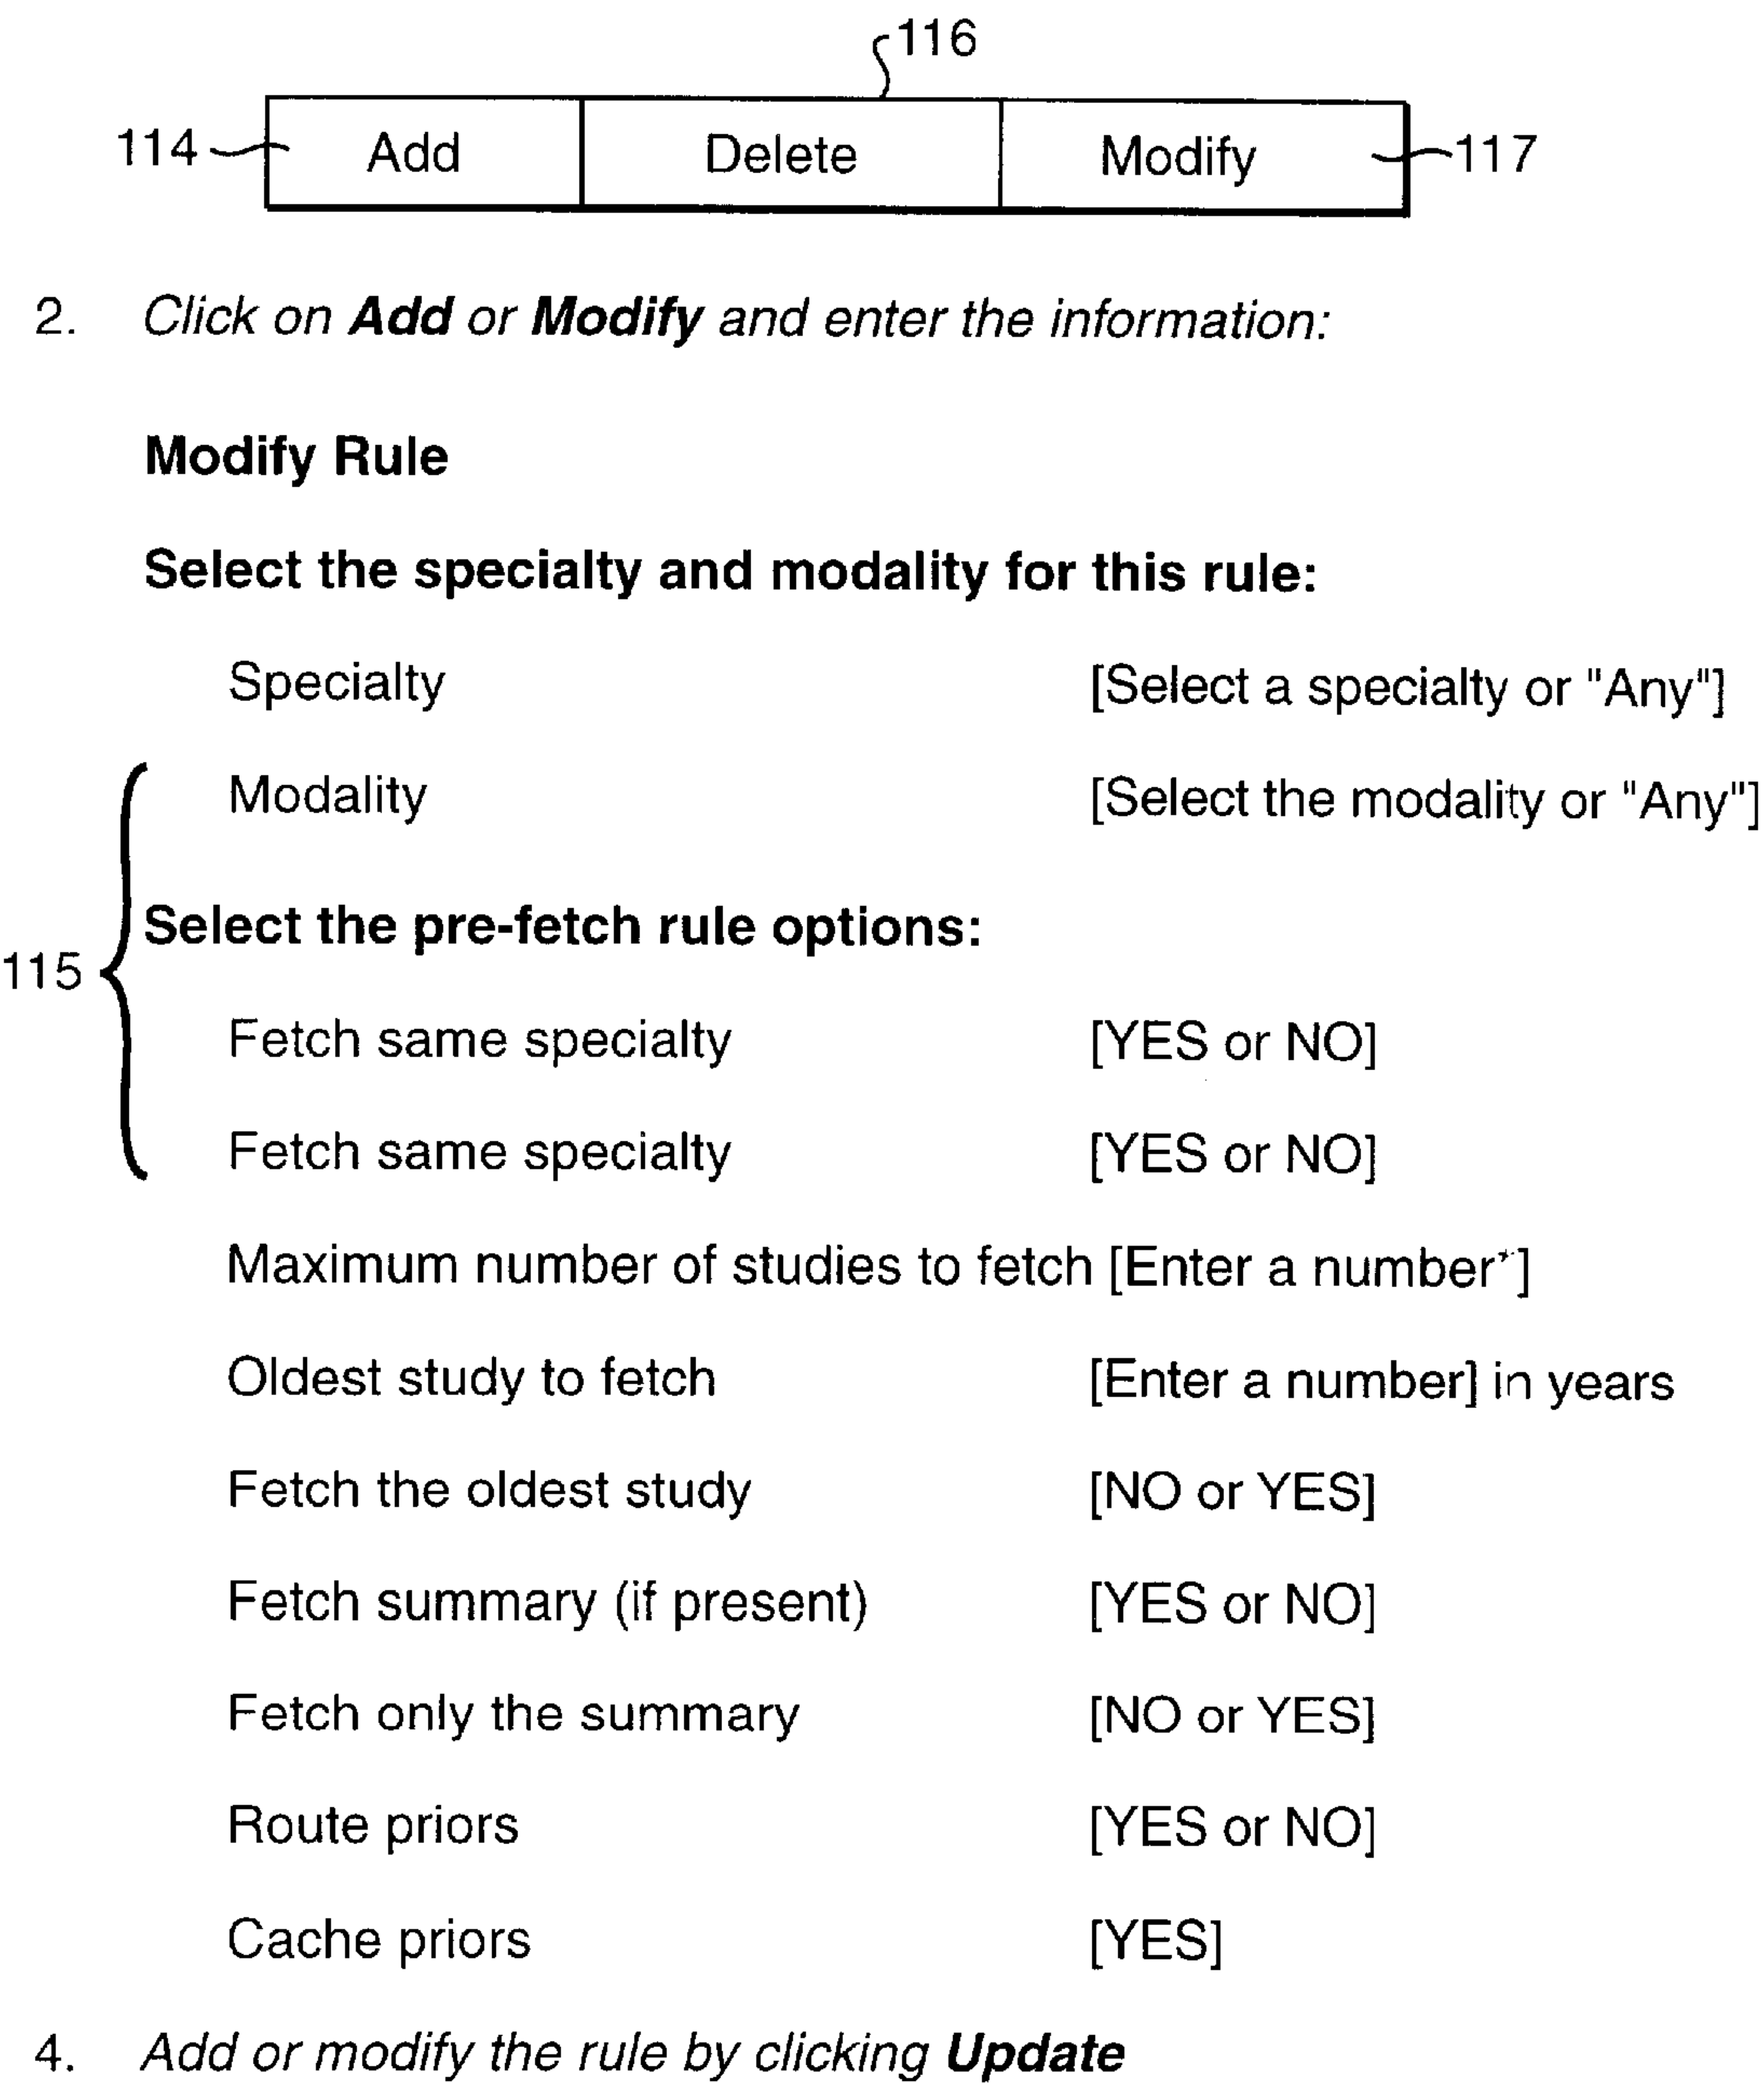 116
114 Add Delete Modify 117
2. Click on Add or Modify and enter the information:
Modify Rule
Select the specialty and modality for this rule:
Specialty [Select a specialty or "Any"]
Modality [Select the modality or "Any"]
Select the pre-fetch rule options:
115
Fetch same specialty [YES or NO]
Fetch same specialty [YES or NO]
Maximum number of studies to fetch [Enter a number*]
Oldest study to fetch [Enter a number] in years
Fetch the oldest study [NO or YES]
Fetch summary (if present) [YES or NO]
Fetch only the summary [NO or YES]
Route priors [YES or NO]
Cache priors [YES]
4. Add or modify the rule by clicking Update